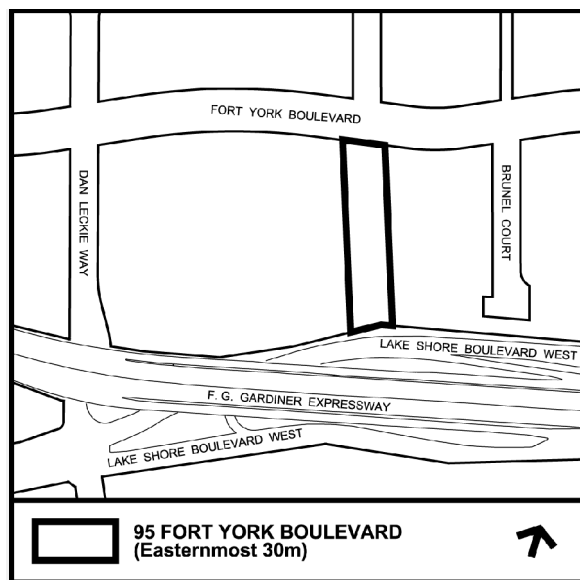 FORT YORK BOULEVARD
DAN LECKIE WAY
BRUNEL COURT
LAKE SHORE BOULEVARD WEST
F. G. GARDINER EXPRESSWAY
LAKE SHORE BOULEVARD WEST
95 FORT YORK BOULEVARD
(Easternmost 30m)